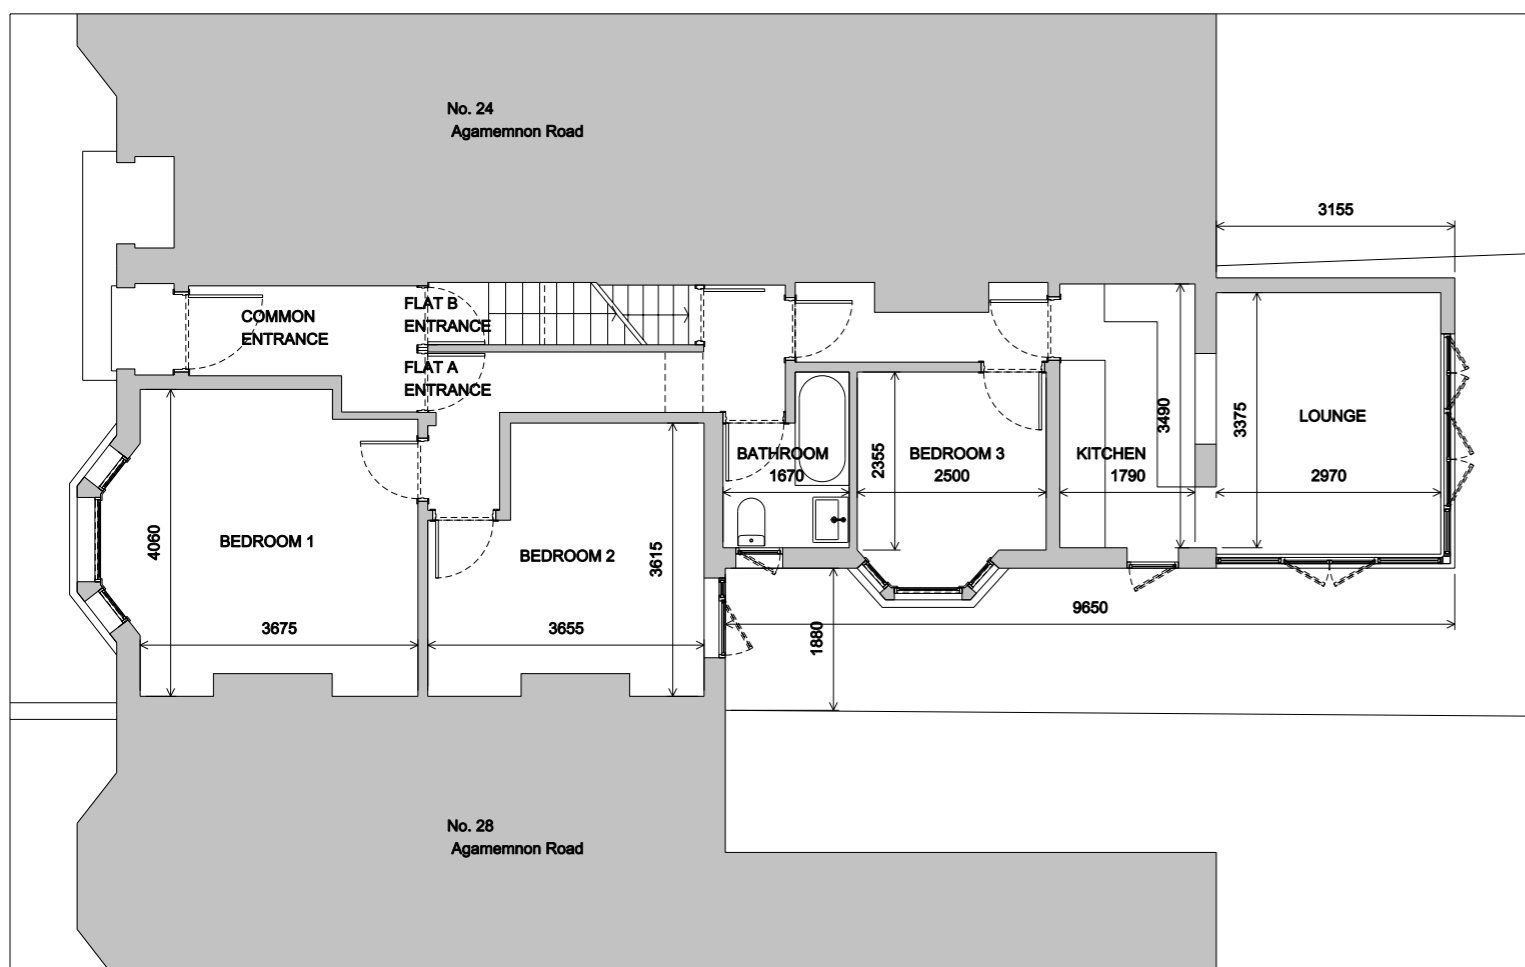 No. 24
Agamemnon Road
3155
COMMON
ENTRANCE
FLAT B
ENTRANCE
FLAT A
ENTRANCE
BATHROOM
1670
2355
BEDROOM 3
2500
KITCHEN
1790
3490
3375
LOUNGE
2970
4060
BEDROOM 1
3675
BEDROOM 2
3615
3655
1880
9650
No. 28
Agamemnon Road